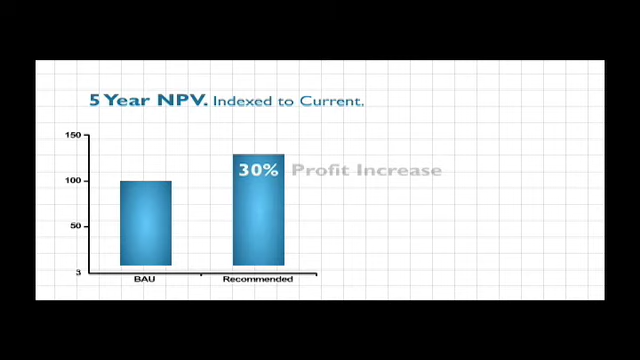 5 Year NPV. Indexed to Current.
150
30% Profit Increase
100
50
3
BAU Recommended